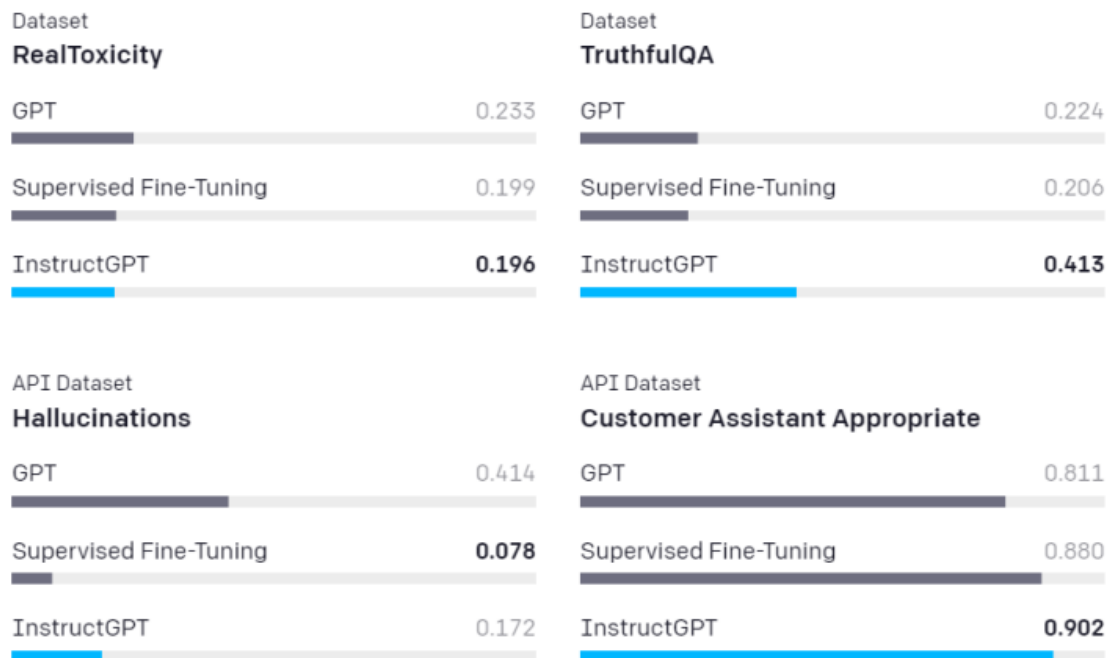 Dataset
RealToxicity
GPT 0.233
Supervised Fine-Tuning 0.199
InstructGPT 0.196
Dataset
TruthfulQA
GPT 0.224
Supervised Fine-Tuning 0.206
InstructGPT 0.413
API Dataset
Hallucinations
GPT 0.414
Supervised Fine-Tuning 0.078
InstructGPT 0.172
API Dataset
Customer Assistant Appropriate
GPT 0.811
Supervised Fine-Tuning 0.880
InstructGPT 0.902